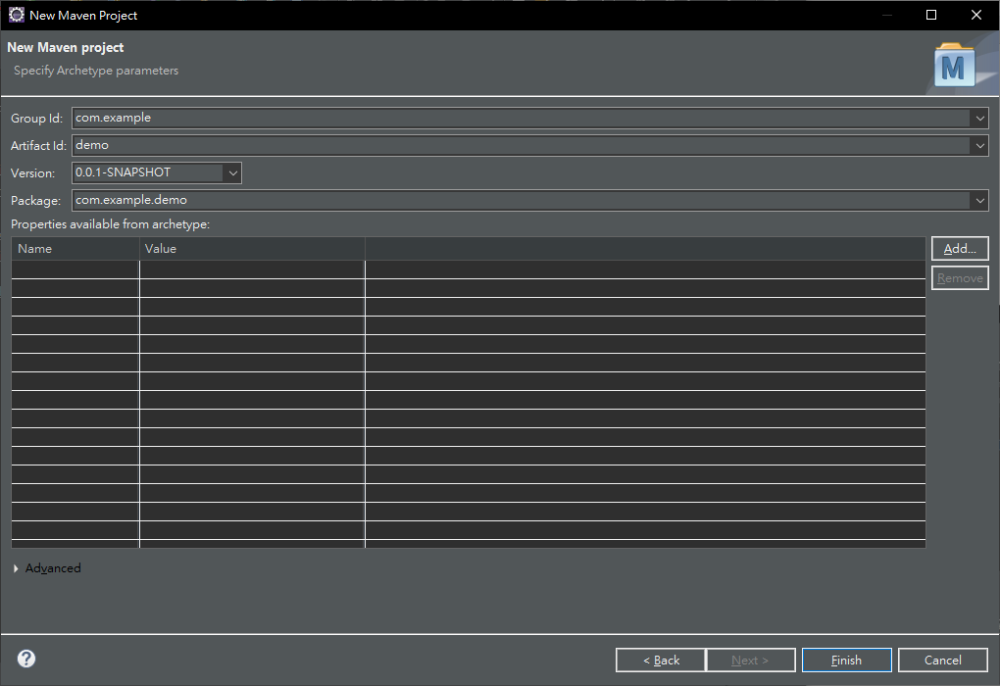 New Maven Project
New Maven project
Specify Archetype parameters
M
Group Id: com.example
Artifact Id: demo
Version: 0.0.1-SNAPSHOT
Package: com.example.demo
Properties available from archetype:
Name Value
Add...
Remove
Advanced
?
< Back Next > Finish Cancel